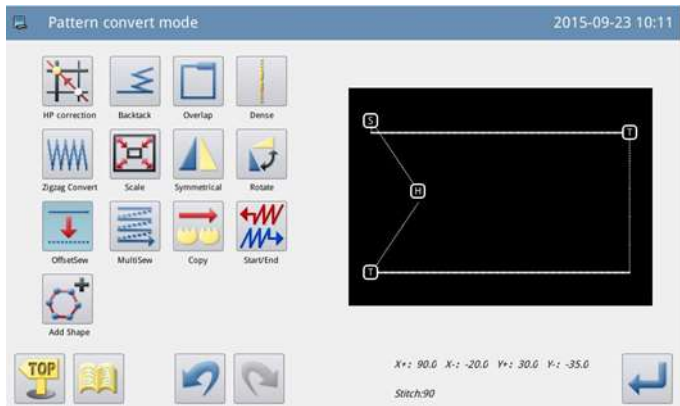 Pattern convert mode 2015-09-23 10:11
HP correction Backtack Overlap Dense
Zigzag Convert Scale Symmetrical Rotate
OffsetSew MultiSew Copy Start/End
Add Shape
S
T
H
T
TOP
X+: 90.0 X-: -20.0 Y+: 30.0 Y-: -35.0
Stitch:90